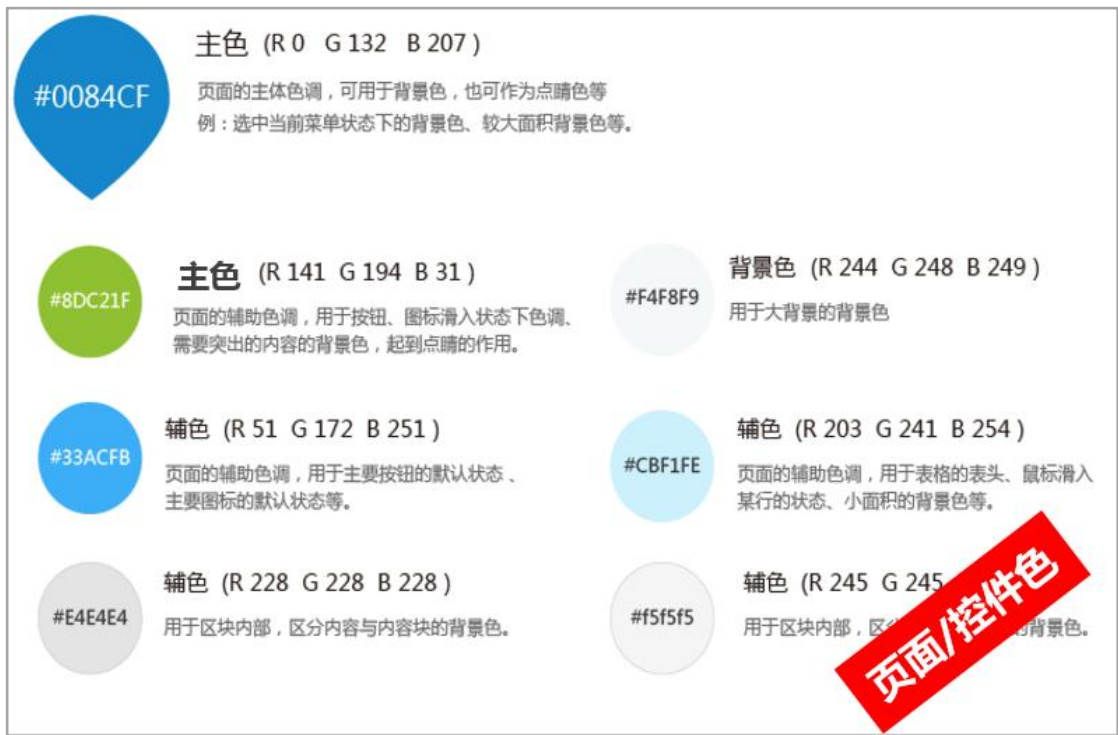 #0084CF
主色 (R 0 G 132 B 207 )
页面的主体色调，可用于背景色，也可作为点睛色等
例：选中当前菜单状态下的背景色、较大面积背景色等。
#8DC21F
主色 (R 141 G 194 B 31 )
页面的辅助色调，用于按钮、图标滑入状态下色调、
需要突出的内容的背景色，起到点睛的作用。
#F4F8F9
背景色 (R 244 G 248 B 249 )
用于大背景的背景色
#33ACFB
辅色 (R 51 G 172 B 251 )
页面的辅助色调，用于主要按钮的默认状态 、
主要图标的默认状态等。
#CBF1FE
辅色 (R 203 G 241 B 254 )
页面的辅助色调，用于表格的表头、鼠标滑入
某行的状态、小面积的背景色等。
#E4E4E4
辅色 (R 228 G 228 B 228 )
用于区块内部，区分内容与内容块的背景色。
#f5f5f5
辅色 (R 245 G 245
用于区块内部，区 的背景色。
页面/控件色